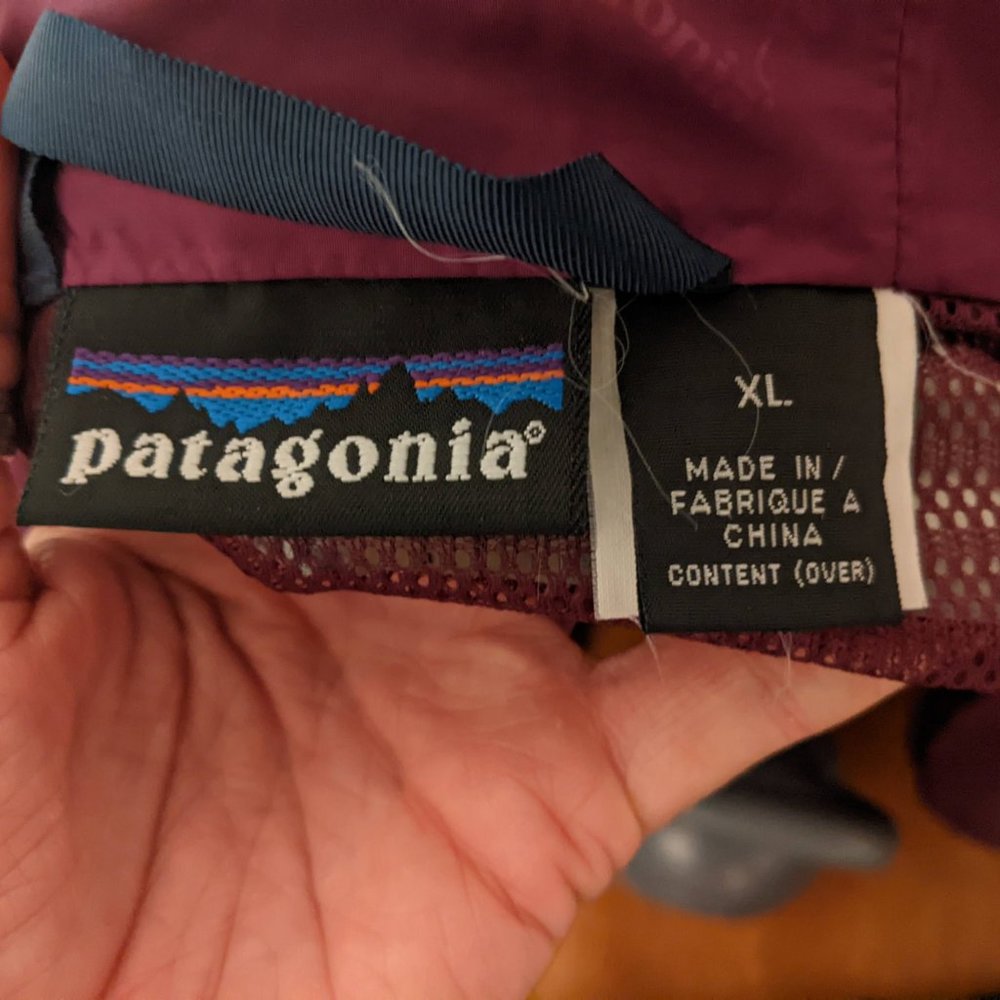 patagonia®
XL
MADE IN /
FABRIQUE A
CHINA
CONTENT (OVER)